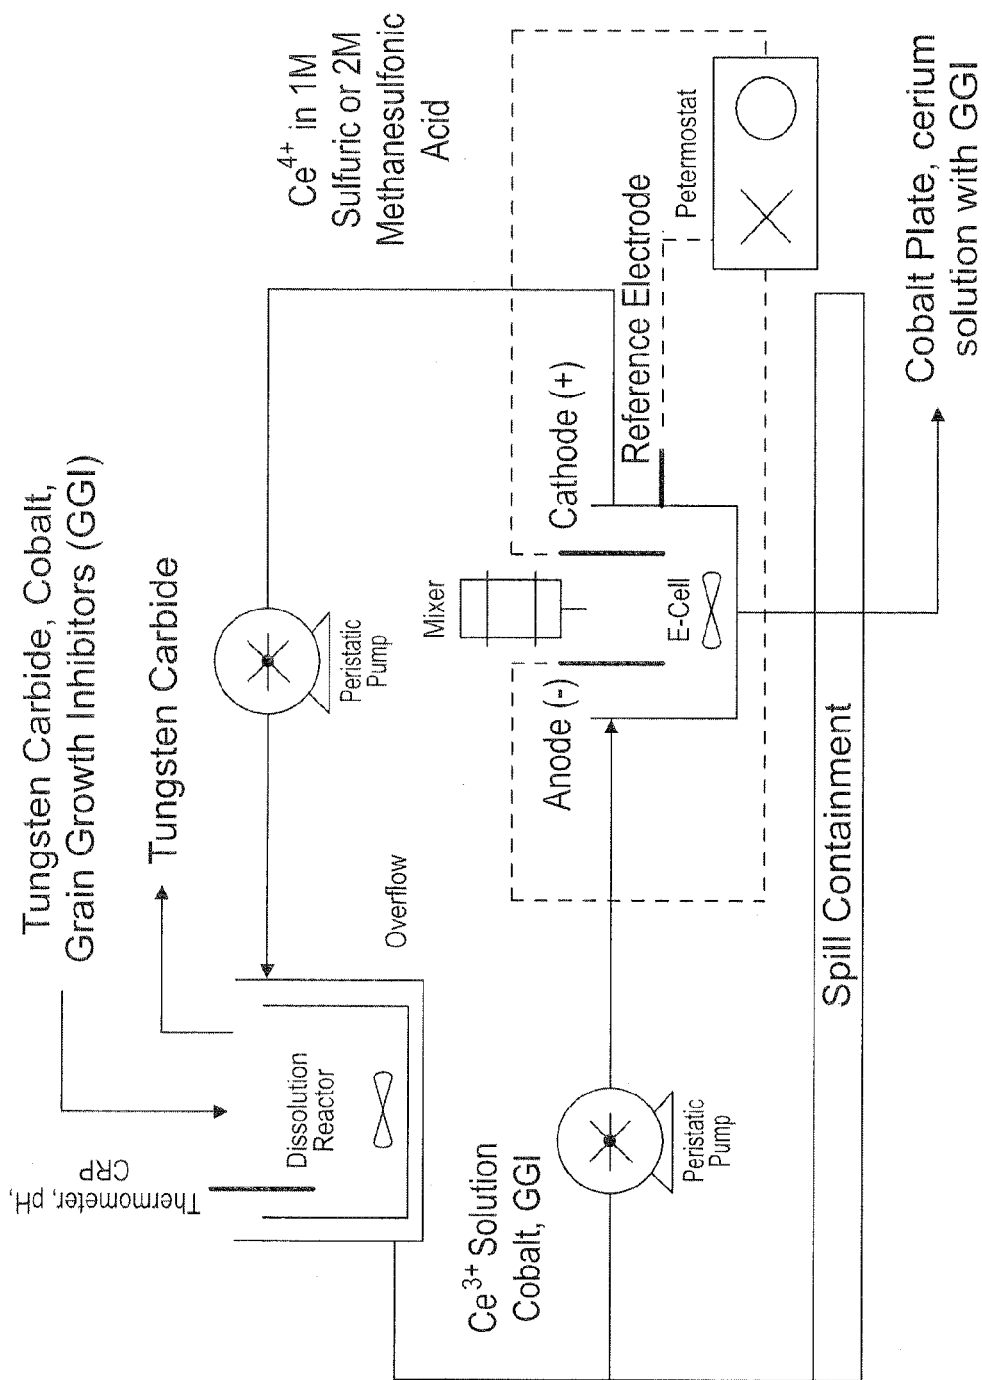 Tungsten Carbide, Cobalt,
Grain Growth Inhibitors (GGI)
Tungsten Carbide
Thermometer, pH,
CRP
Dissolution
Reactor
Overflow
Peristatic
Pump
Ce4+ in 1M
Sulfuric or 2M
Methanesulfonic
Acid
Ce3+ Solution
Cobalt, GGI
Peristatic
Pump
Mixer
Anode (-)
Cathode (+)
E-Cell
Reference Electrode
Petermostat
Spill Containment
Cobalt Plate, cerium
solution with GGI